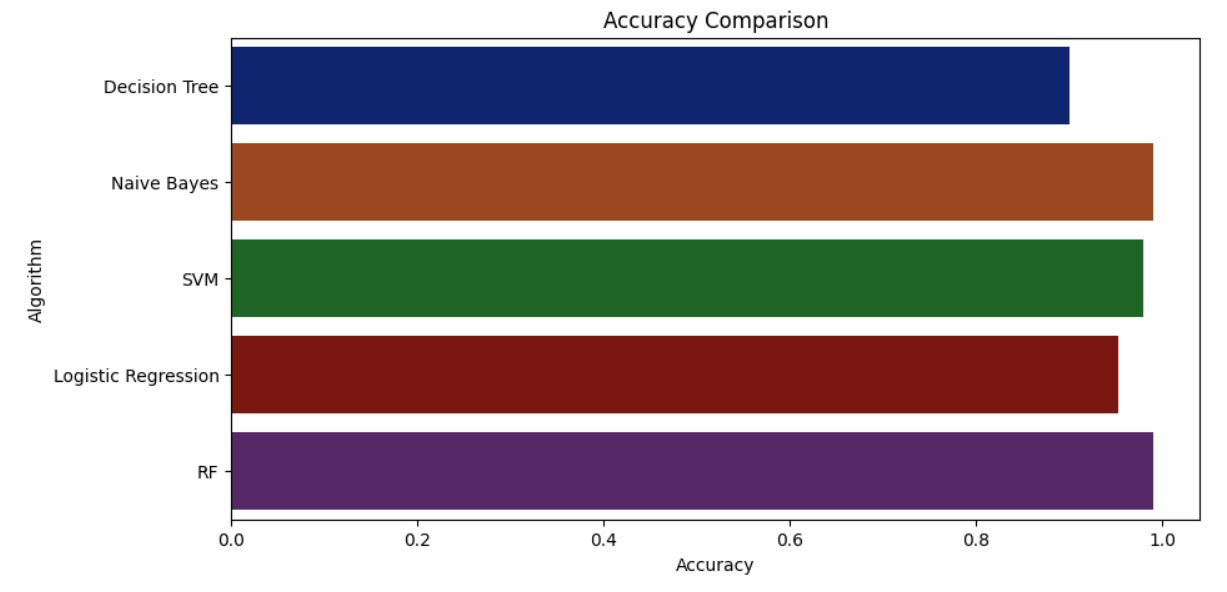 Accuracy Comparison
Decision Tree
Naive Bayes
SVM
Logistic Regression
RF
Algorithm
0.0 0.2 0.4 0.6 0.8 1.0
Accuracy